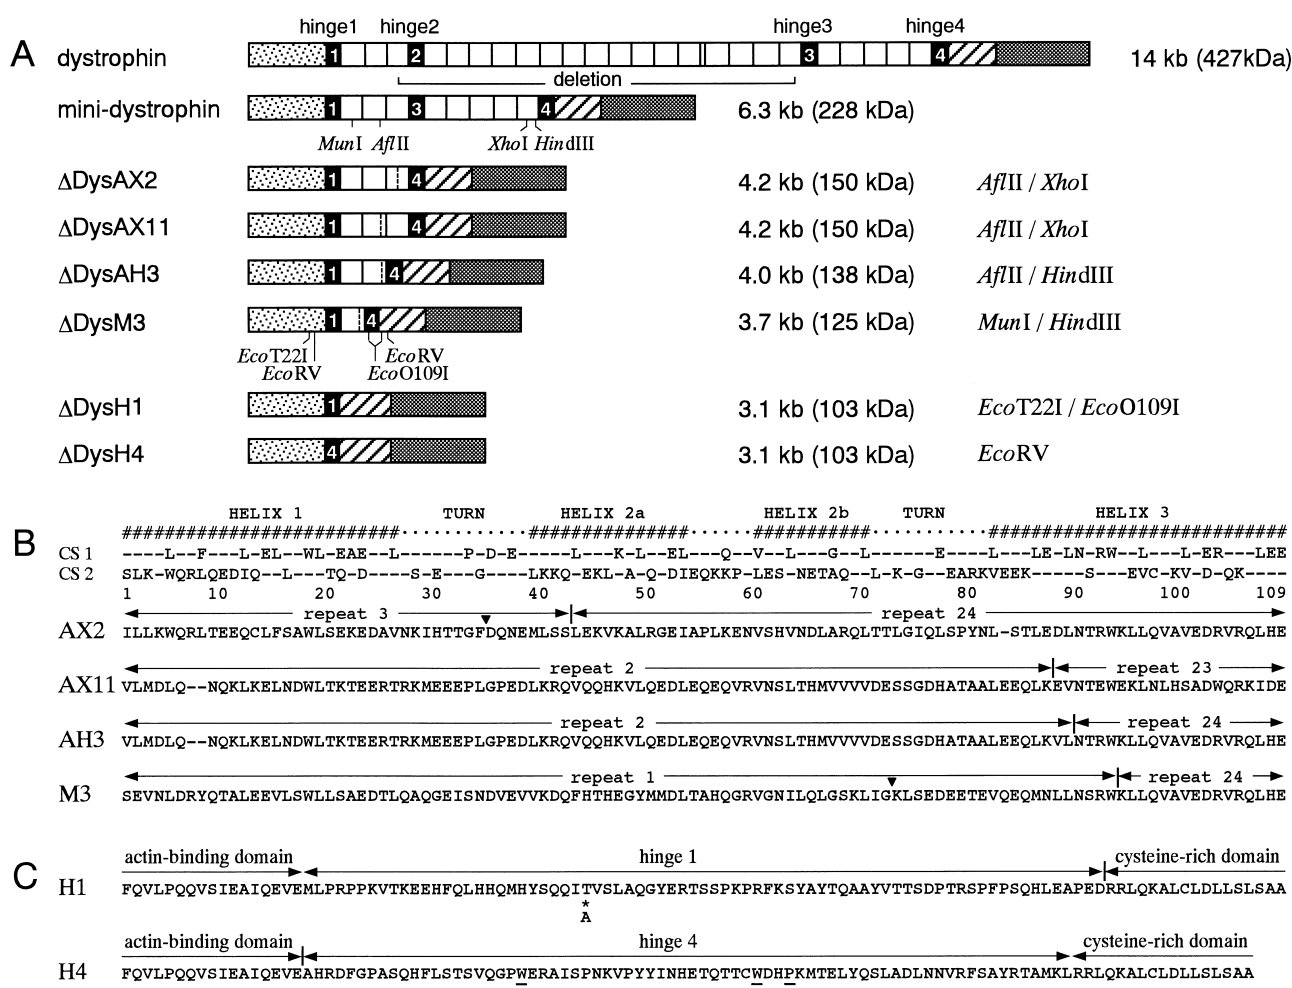 A
hinge1 hinge2 hinge3 hinge4
dystrophin 1 2 3 4 14 kb (427kDa)
deletion
mini-dystrophin 1 3 4 6.3 kb (228 kDa)
MunI AflII XhoI HindIII
ΔDysAX2 1 4 4.2 kb (150 kDa) AflII / XhoI
ΔDysAX11 1 4 4.2 kb (150 kDa) AflII / XhoI
ΔDysAH3 1 4 4.0 kb (138 kDa) AflII / HindIII
ΔDysM3 1 4 3.7 kb (125 kDa) MunI / HindIII
EcoT22I EcoRV
EcoRV EcoO109I
ΔDysH1 1 3.1 kb (103 kDa) EcoT22I / EcoO109I
ΔDysH4 4 3.1 kb (103 kDa) EcoRV
B
HELIX 1 TURN HELIX 2a HELIX 2b TURN HELIX 3
##########################············###############······###########···········############################
CS 1 ----L--F---L-EL--WL-EAE--L------P-D-E-----L---K-L--EL---Q--V--L---G-L------E----L---LE-LN-RW--L---L-ER---LEE
CS 2 SLK-WQRLQEDIQ--L---TQ-D----S-E---G----LKKQ-EKL-A-Q-DIEQKKP-LES-NETAQ--L-K-G--EARKVEEK-----S---EVC-KV-D-QK----
1 10 20 30 40 50 60 70 80 90 100 109
repeat 3 repeat 24
AX2 ILLKWQRLTEEQCLFSAWLSEKEDAVNKIHTTGFDQNEMLSSLEKVKALRGEIAPLKENVSHVNDLARQLTTLGIQLSPYNL-STLEDLNTRWKLLQVAVEDRVRQLHE
repeat 2 repeat 23
AX11 VLMDLQ--NQKLKELNDWLTKTEERTRKMEEEPLGPEDLKRQVQQHKVLQEDLEQEQVRVNSLTHMVVVVDESSGDHATAALEEQLKEVNTEWEKLNLHSADWQRKIDE
repeat 2 repeat 24
AH3 VLMDLQ--NQKLKELNDWLTKTEERTRKMEEEPLGPEDLKRQVQQHKVLQEDLEQEQVRVNSLTHMVVVVDESSGDHATAALEEQLKVLNTRWKLLQVAVEDRVRQLHE
repeat 1 repeat 24
M3 SEVNLDRYQTALEEVLSWLLSAEDTLQAQGEISNDVEVVKDQFHTHEGYMMDLTAHQGRVGNILQLGSKLIGKLSEDEETEVQEQMNLLNSRWKLLQVAVEDRVRQLHE
C
actin-binding domain hinge 1 cysteine-rich domain
H1 FQVLPQQVSIEAIQEVEMLPRPPKVTKEEHFQLHHQMHYSQQITVSLAQGYERTSSPKPRFKSYAYTQAAYVTTSDPTRSPFPSQHLEAPEDRRLQKALCLDLLSLSAA
*
A
actin-binding domain hinge 4 cysteine-rich domain
H4 FQVLPQQVSIEAIQEVEAHRDFGPASQHFLSTSVQGPWERAISPNKVPYYINHETQTTCWDHPKMTELYQSLADLNNVRFSAYRTAMKLRRLQKALCLDLLSLSAA